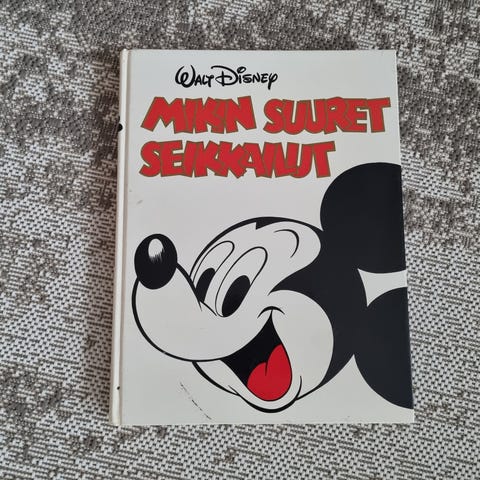 WALT DISNEY
MIKIN SUURET
SEIKKAILUT